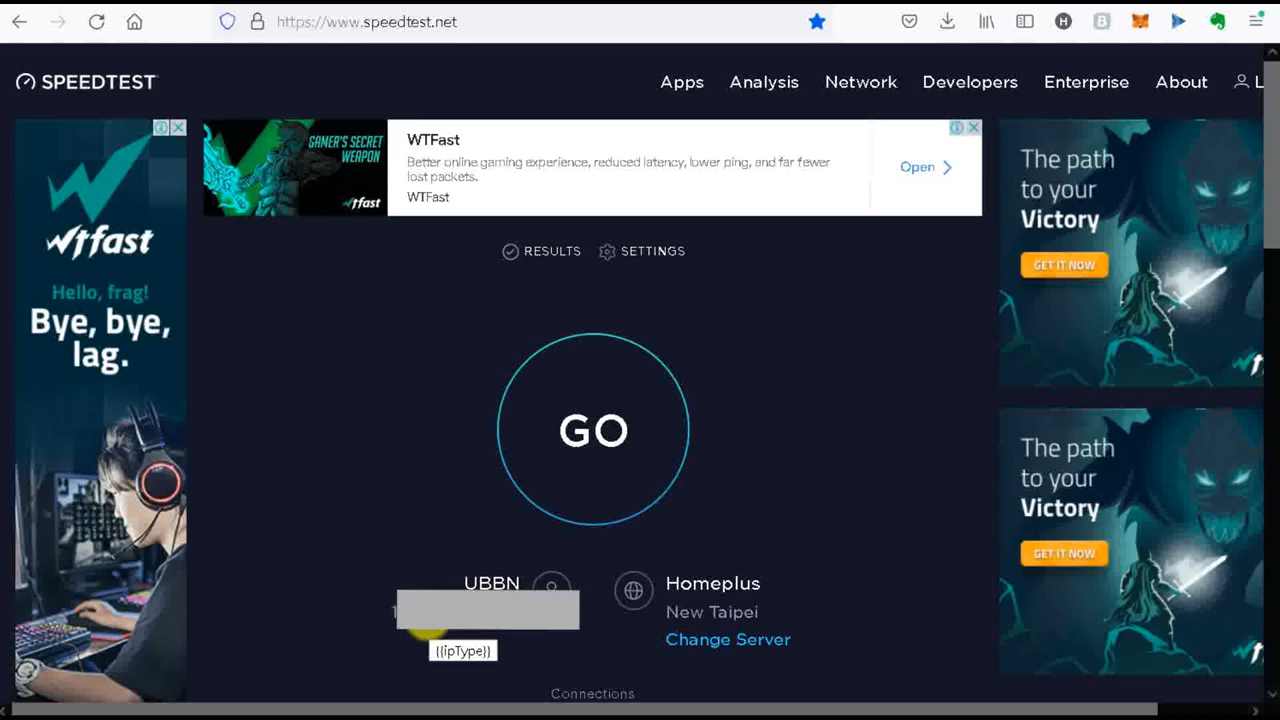 https://www.speedtest.net
SPEEDTEST
Apps Analysis Network Developers Enterprise About L
GAMER'S SECRET
WEAPON
wtfast
WTFast
Better online gaming experience, reduced latency, lower ping, and far fewer
lost packets.
WTFast
Open
wtfast
Hello, frag!
Bye, bye,
lag.
The path
to your
Victory
GET IT NOW
RESULTS SETTINGS
GO
The path
to your
Victory
GET IT NOW
UBBN
1
{{ipType}}
Homeplus
New Taipei
Change Server
Connections